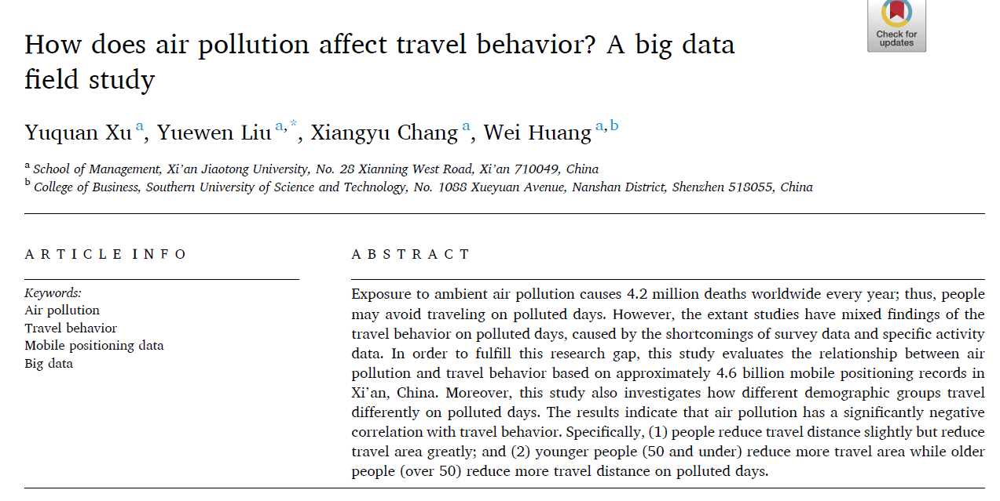 Check for
updates
How does air pollution affect travel behavior? A big data
field study
Yuquan Xu a, Yuewen Liu a,*, Xiangyu Chang a, Wei Huang a,b
a School of Management, Xi’an Jiaotong University, No. 28 Xianning West Road, Xi’an 710049, China
b College of Business, Southern University of Science and Technology, No. 1088 Xueyuan Avenue, Nanshan District, Shenzhen 518055, China
ARTICLE INFO
Keywords:
Air pollution
Travel behavior
Mobile positioning data
Big data
ABSTRACT
Exposure to ambient air pollution causes 4.2 million deaths worldwide every year; thus, people
may avoid traveling on polluted days. However, the extant studies have mixed findings of the
travel behavior on polluted days, caused by the shortcomings of survey data and specific activity
data. In order to fulfill this research gap, this study evaluates the relationship between air
pollution and travel behavior based on approximately 4.6 billion mobile positioning records in
Xi’an, China. Moreover, this study also investigates how different demographic groups travel
differently on polluted days. The results indicate that air pollution has a significantly negative
correlation with travel behavior. Specifically, (1) people reduce travel distance slightly but reduce
travel area greatly; and (2) younger people (50 and under) reduce more travel area while older
people (over 50) reduce more travel distance on polluted days.